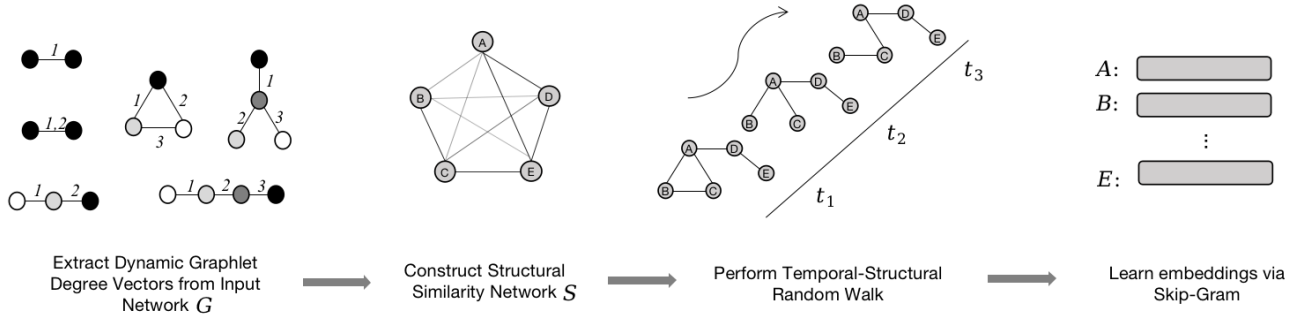 1
1,2
1 2
1
2
3
1
2
3
1 2 3
A
B
D
C
E
A
D
E
B
C
t3
A
D
E
B
C
t2
A
D
E
B
C
t1
A:
B:
⋮
E:
Extract Dynamic Graphlet
Degree Vectors from Input
Network G
Construct Structural
Similarity Network S
Perform Temporal-Structural
Random Walk
Learn embeddings via
Skip-Gram